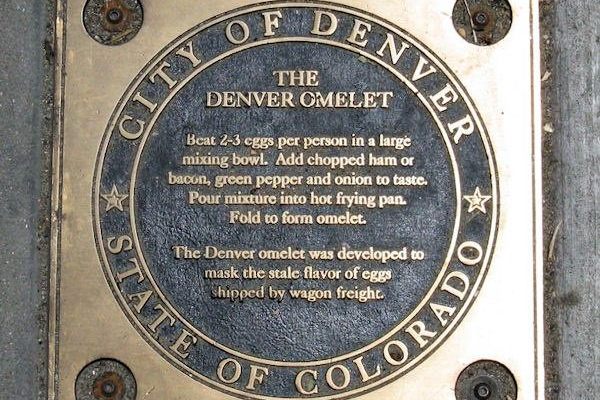 CITY OF DENVER
THE
DENVER OMELET
Beat 2-3 eggs per person in a large
mixing bowl. Add chopped ham or
bacon, green pepper and onion to taste.
Pour mixture into hot frying pan.
Fold to form omelet.
The Denver omelet was developed to
mask the stale flavor of eggs
shipped by wagon freight.
STATE OF COLORADO